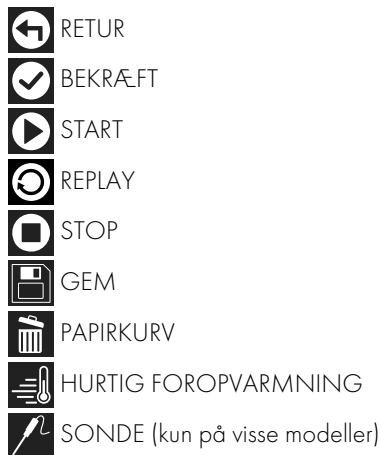 RETUR
BEKRÆFT
START
REPLAY
STOP
GEM
PAPIRKURV
HURTIG FOROPVARMNING
SONDE (kun på visse modeller)